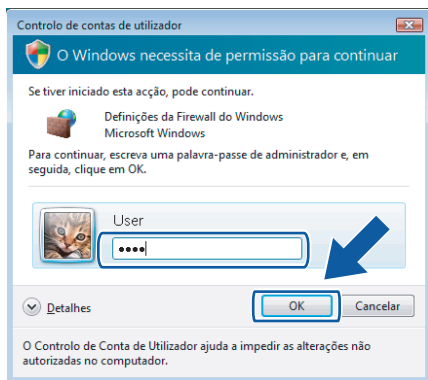 Controlo de contas de utilizador
O Windows necessita de permissão para continuar
Se tiver iniciado esta acção, pode continuar.
Definições da Firewall do Windows
Microsoft Windows
Para continuar, escreva uma palavra-passe de administrador e, em
seguida, clique em OK.
User
••••
Detalhes
OK
Cancelar
O Controlo de Conta de Utilizador ajuda a impedir as alterações não
autorizadas no computador.